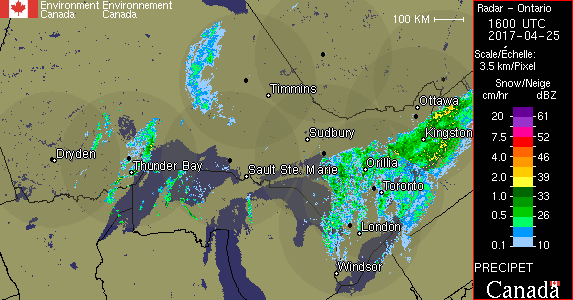 Environment Environnement
Canada Canada
100 KM
Timmins
Ottawa
Sudbury
Kingston
Dryden
Thunder Bay
Sault Ste. Marie
Orillia
Toronto
London
Windsor
Radar - Ontario
1600 UTC
2017-04-25
Scale/Échelle:
3.5 km/Pixel
Snow/Neige
cm/hr dBZ
20 61
7.5 52
4.0 46
2.0 39
1.0 33
0.5 26
0.1 10
PRECIPET
Canada